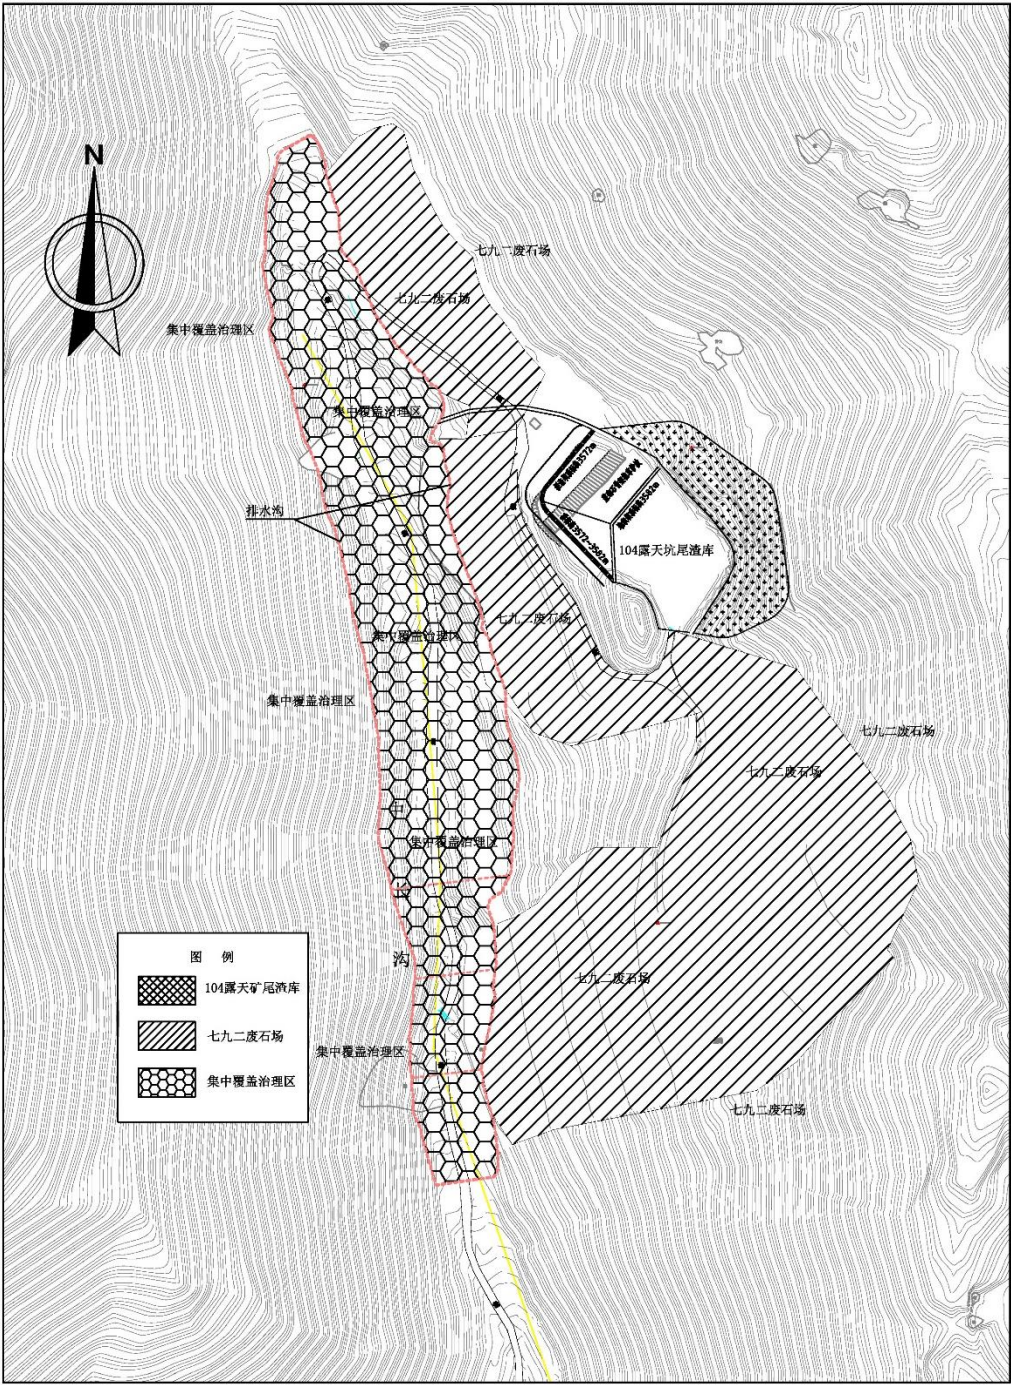 N
七九二废石场
七九二废石场
集中覆盖治理区
集中覆盖治理区
排水沟
104露天坑尾渣库
七九二废石场
集中覆盖治理区
集中覆盖治理区
七九二废石场
七九二废石场
中
集中覆盖治理区
长
沟
七九二废石场
集中覆盖治理区
七九二废石场
图 例
104露天矿尾渣库
七九二废石场
集中覆盖治理区